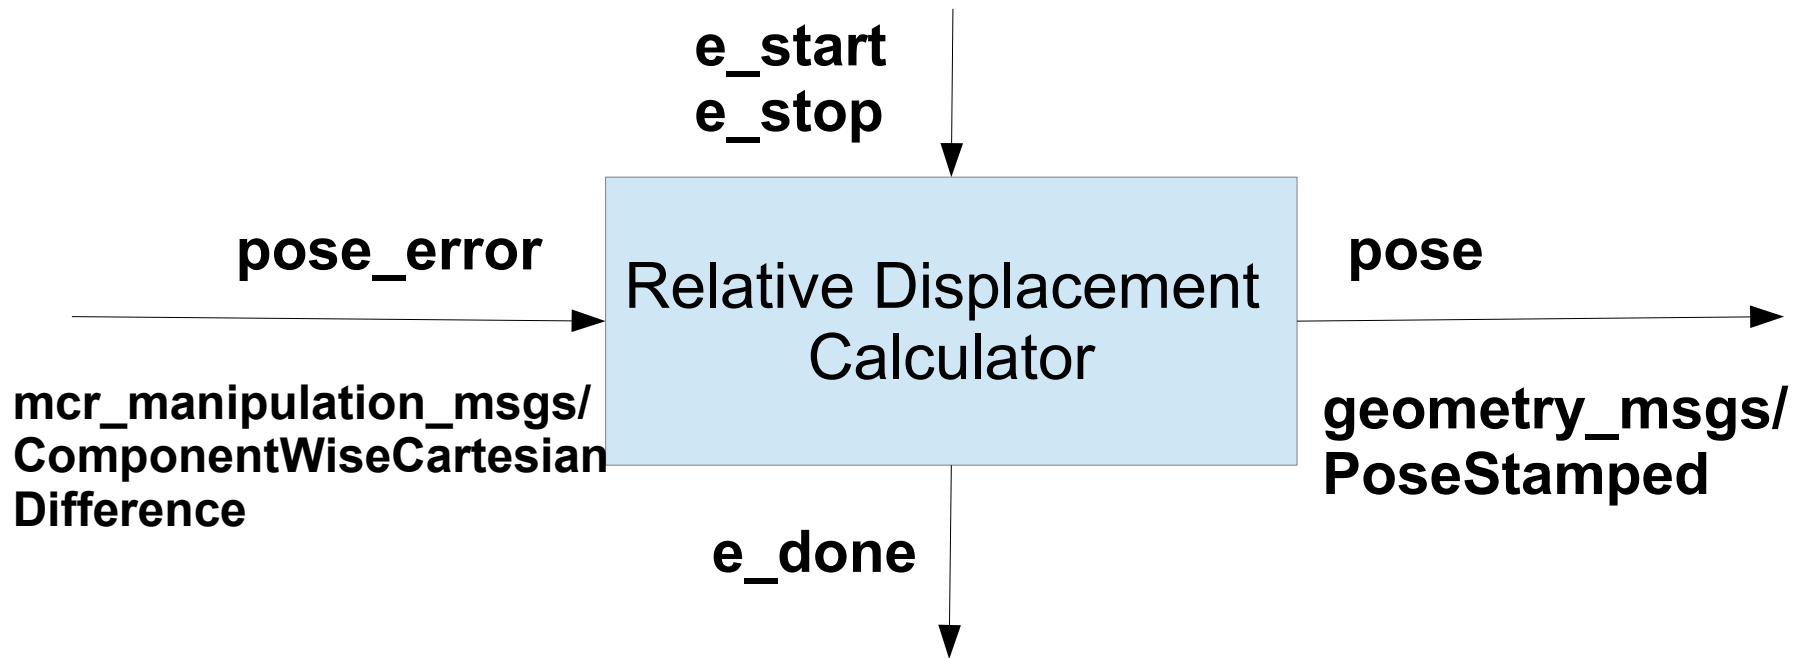 e_start
e_stop
pose_error
Relative Displacement
Calculator
pose
mcr_manipulation_msgs/
ComponentWiseCartesian
Difference
geometry_msgs/
PoseStamped
e_done